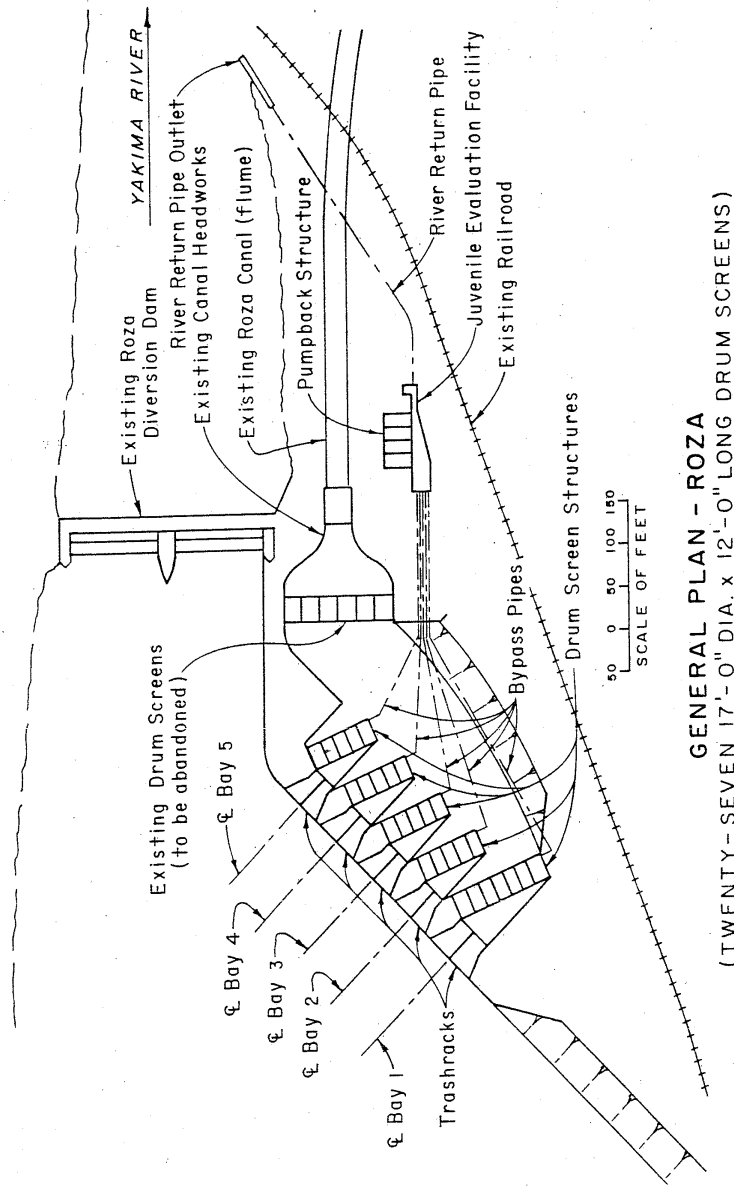 YAKIMA RIVER
Existing Roza
Diversion Dam
River Return Pipe Outlet
Existing Canal Headworks
Existing Roza Canal (flume)
Pumpback Structure
River Return Pipe
Juvenile Evaluation Facility
Existing Railroad
Existing Drum Screens
(to be abandoned)
℄ Bay 5
℄ Bay 4
℄ Bay 3
℄ Bay 2
℄ Bay 1
Trashracks
Bypass Pipes
Drum Screen Structures
50 0 50 100 150
SCALE OF FEET
GENERAL PLAN - ROZA
(TWENTY-SEVEN 17'-0" DIA. x 12'-0" LONG DRUM SCREENS)